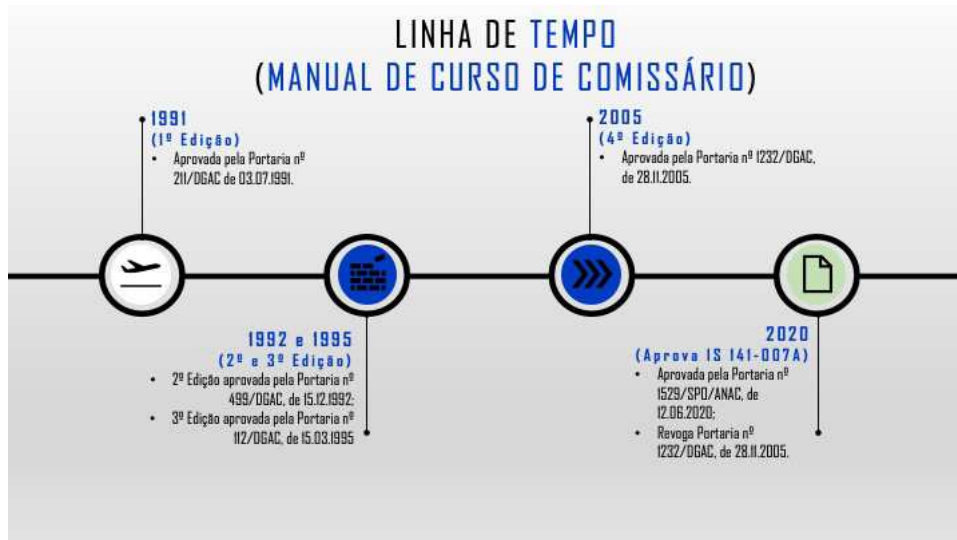 LINHA DE TEMPO
(MANUAL DE CURSO DE COMISSÁRIO)
1991
(1ª Edição)
• Aprovada pela Portaria nº
211/DGAC de 03.07.1991.
1992 e 1995
(2ª e 3ª Edição)
• 2ª Edição aprovada pela Portaria nº
499/DGAC, de 15.12.1992;
• 3ª Edição aprovada pela Portaria nº
112/DGAC, de 15.03.1995
2005
(4ª Edição)
• Aprovada pela Portaria nº 1232/DGAC,
de 28.11.2005.
2020
(Aprova IS 141-007A)
• Aprovada pela Portaria nº
1529/SPO/ANAC, de
12.06.2020;
• Revoga Portaria nº
1232/DGAC, de 28.11.2005.